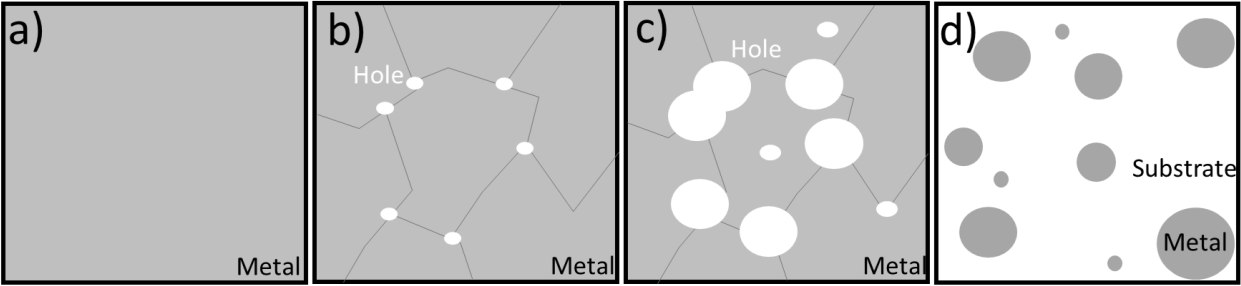 a)
Metal
b)
Hole
Metal
c)
Hole
Metal
d)
Substrate
Metal